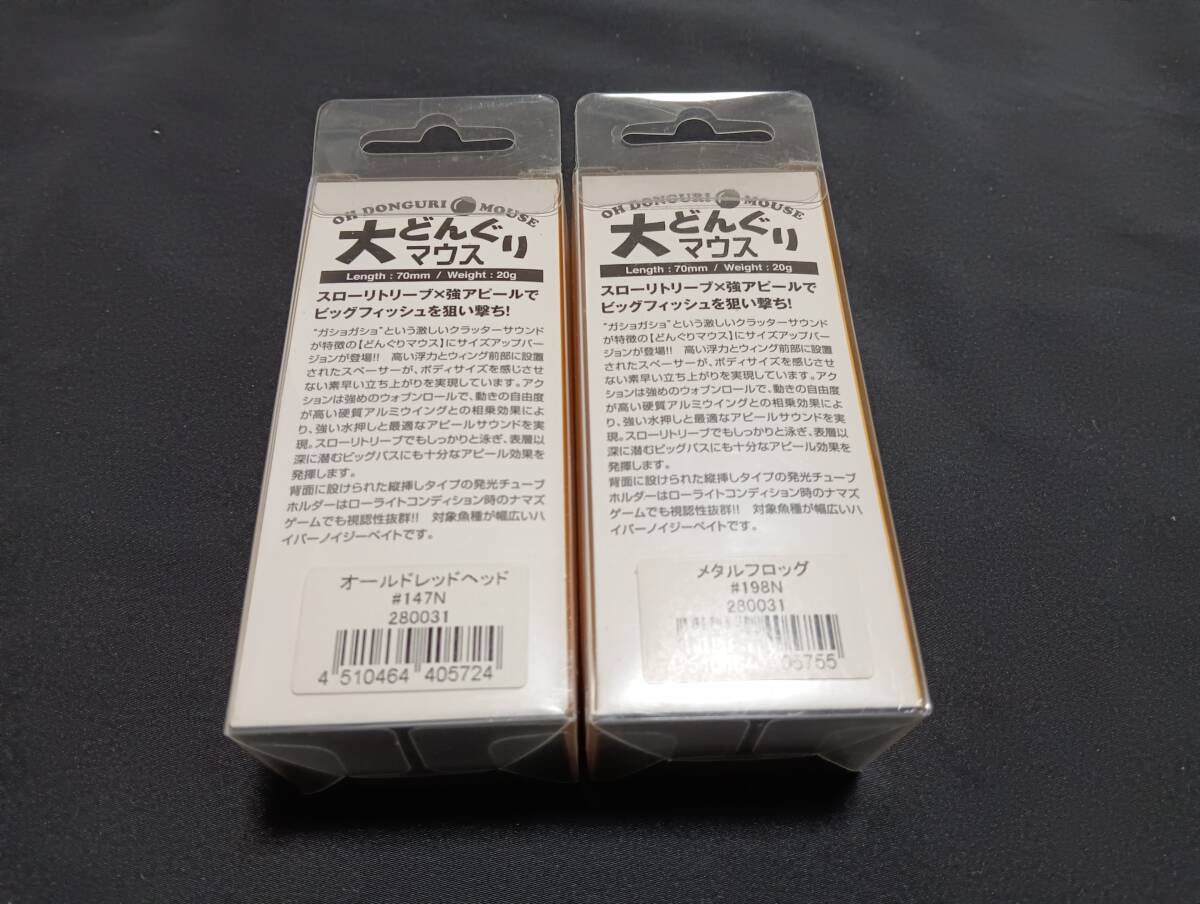 OH DONGURI MOUSE
大どんぐり
マウス
Length : 70mm / Weight : 20g
スローリトリーブ×強アピールで
ビッグフィッシュを狙い撃ち!
"ガショガショ"という激しいクラッターサウンド
が特徴の【どんぐりマウス】にサイズアップバー
ジョンが登場!! 高い浮力とウィング前部に設置
されたスペーサーが、ボディサイズを感じさせ
ない素早い立ち上がりを実現しています。アク
ションは強めのウォブンロールで、動きの自由度
が高い硬質アルミウイングとの相乗効果によ
り、強い水押しと最適なアピールサウンドを実
現。スローリトリーブでもしっかりと泳ぎ、表層以
深に潜むビッグバスにも十分なアピール効果を
発揮します。
背面に設けられた縦挿しタイプの発光チューブ
ホルダーはローライトコンディション時のナマズ
ゲームでも視認性抜群!! 対象魚種が幅広いハ
イパーノイジーベイトです。
オールドレッドヘッド
#147N
280031
4 510464 405724
OH DONGURI MOUSE
大どんぐり
マウス
Length : 70mm / Weight : 20g
スローリトリーブ×強アピールで
ビッグフィッシュを狙い撃ち!
"ガショガショ"という激しいクラッターサウンド
が特徴の【どんぐりマウス】にサイズアップバー
ジョンが登場!! 高い浮力とウィング前部に設置
されたスペーサーが、ボディサイズを感じさせ
ない素早い立ち上がりを実現しています。アク
ションは強めのウォブンロールで、動きの自由度
が高い硬質アルミウイングとの相乗効果によ
り、強い水押しと最適なアピールサウンドを実
現。スローリトリーブでもしっかりと泳ぎ、表層以
深に潜むビッグバスにも十分なアピール効果を
発揮します。
背面に設けられた縦挿しタイプの発光チューブ
ホルダーはローライトコンディション時のナマズ
ゲームでも視認性抜群!! 対象魚種が幅広いハ
イパーノイジーベイトです。
メタルフロッグ
#198N
280031
405755